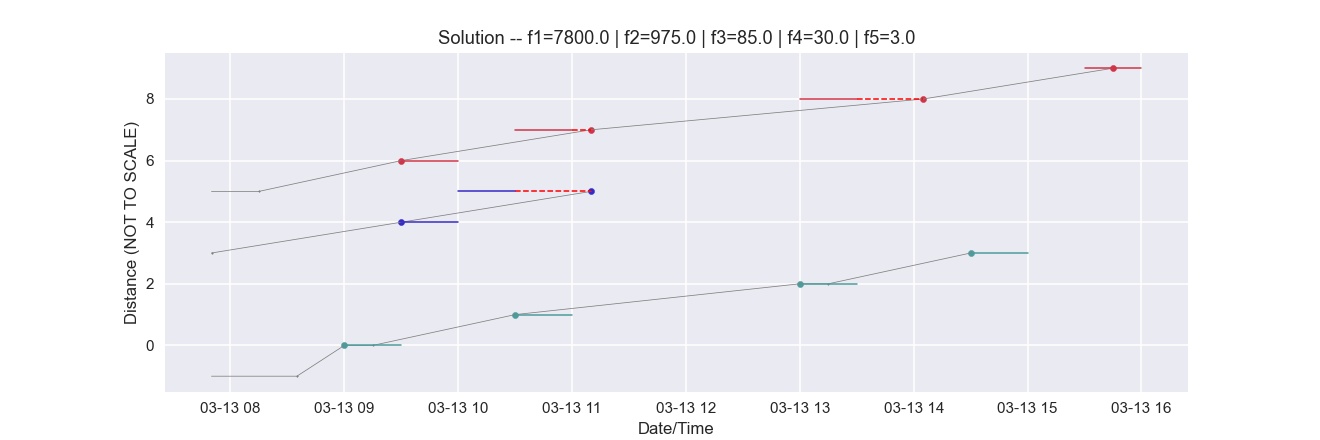 Solution -- f1=7800.0 | f2=975.0 | f3=85.0 | f4=30.0 | f5=3.0
Distance (NOT TO SCALE)
8
6
4
2
0
03-13 08 03-13 09 03-13 10 03-13 11 03-13 12 03-13 13 03-13 14 03-13 15 03-13 16
Date/Time